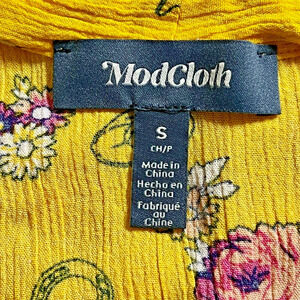 ModCloth
S
CH/P
Made in
China
Hecho en
China
Fabriqué
au
Chine